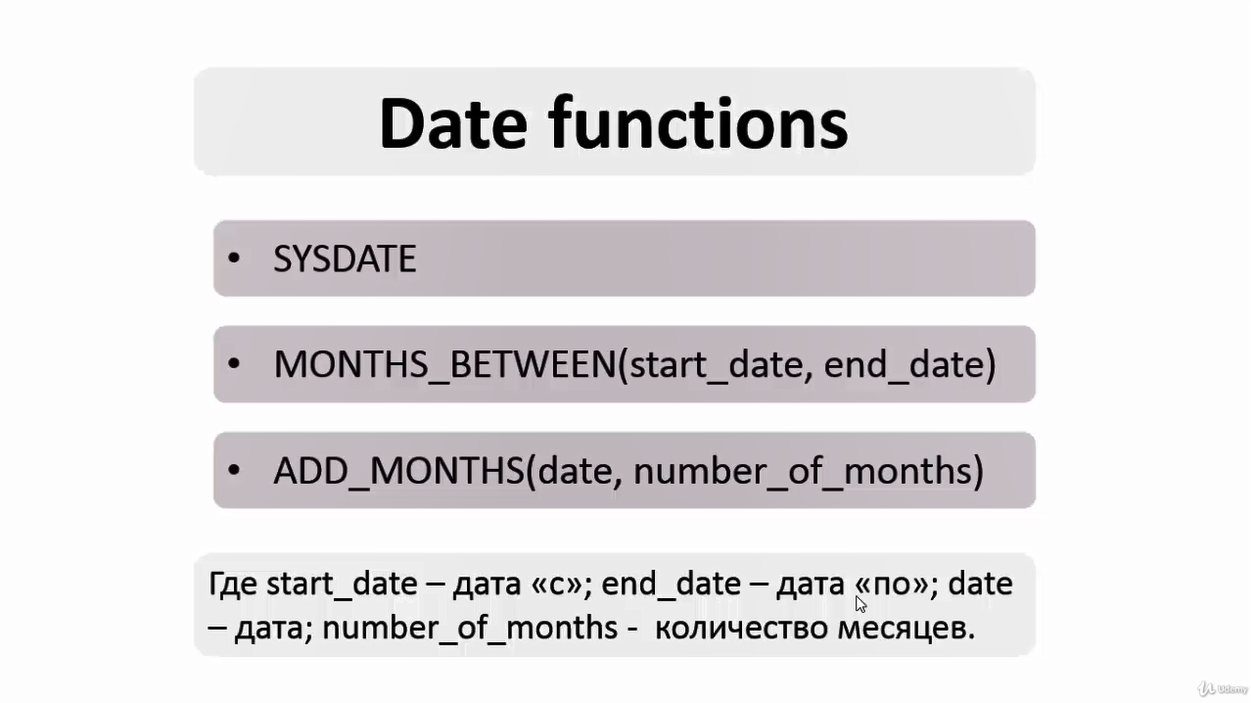 Date functions
• SYSDATE
• MONTHS_BETWEEN(start_date, end_date)
• ADD_MONTHS(date, number_of_months)
Где start_date – дата «с»; end_date – дата «по»; date
– дата; number_of_months - количество месяцев.
Udemy